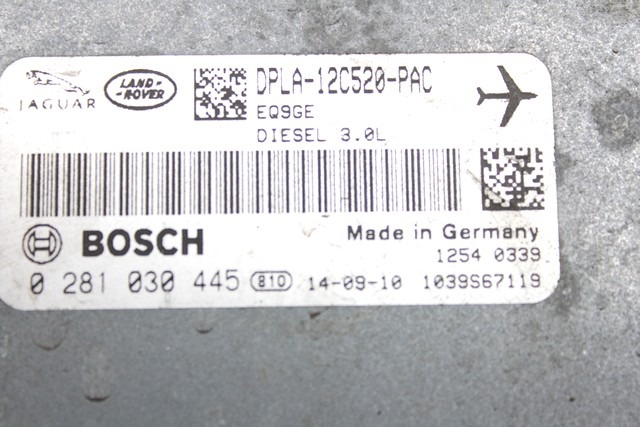 JAGUAR
LAND-
-ROVER
DPLA-12C520-PAC
EQ9GE
DIESEL 3.0L
BOSCH
Made in Germany
1254 0339
0 281 030 445 810 14-09-10 1039S67119